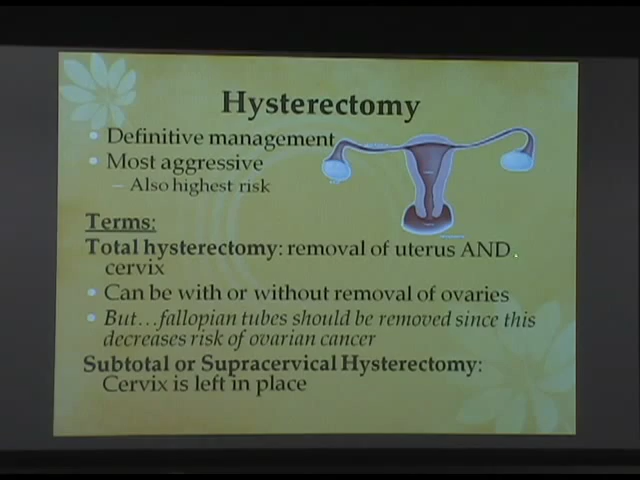 Hysterectomy
• Definitive management
• Most aggressive
– Also highest risk
Terms:
Total hysterectomy: removal of uterus AND
cervix
• Can be with or without removal of ovaries
• But...fallopian tubes should be removed since this
decreases risk of ovarian cancer
Subtotal or Supracervical Hysterectomy:
Cervix is left in place